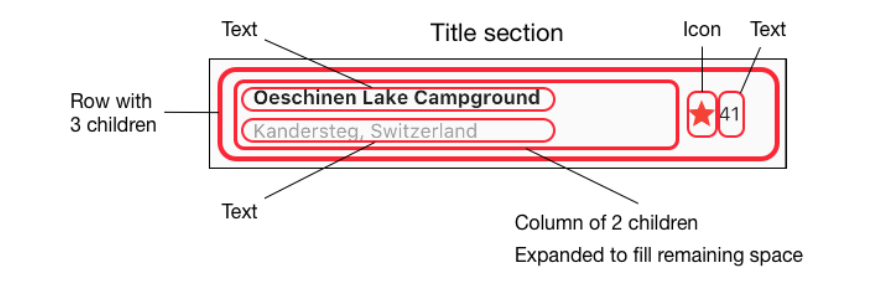 Text
Title section
Icon
Text
Row with
3 children
Oeschinen Lake Campground
Kandersteg, Switzerland
41
Text
Column of 2 children
Expanded to fill remaining space